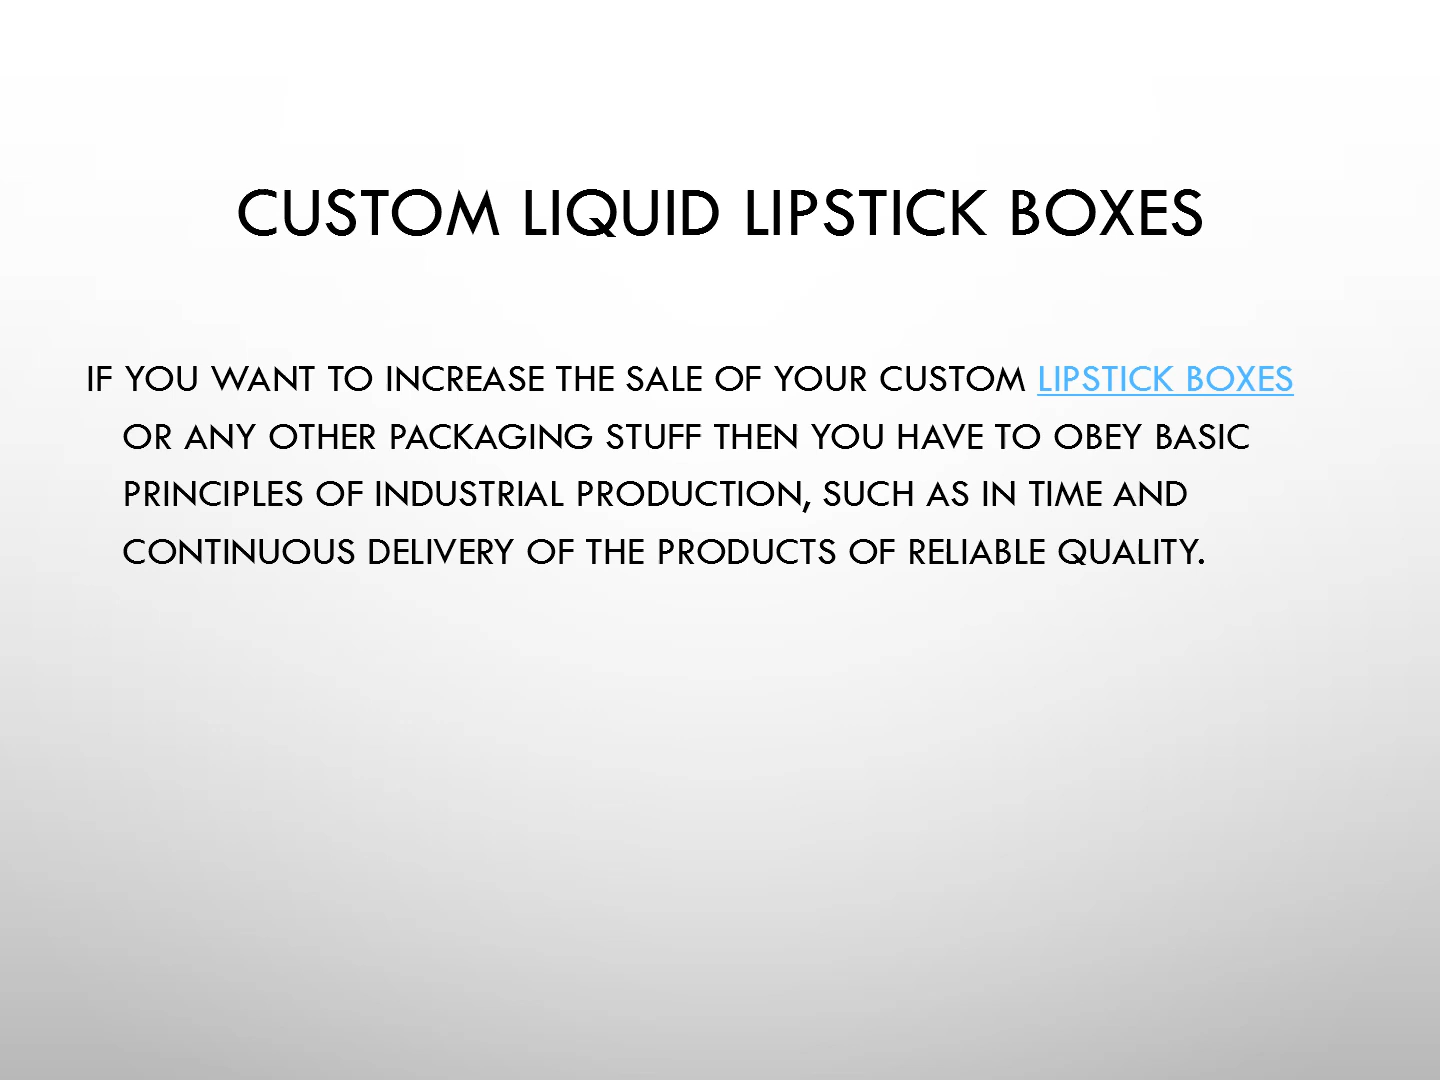 CUSTOM LIQUID LIPSTICK BOXES
IF YOU WANT TO INCREASE THE SALE OF YOUR CUSTOM LIPSTICK BOXES
OR ANY OTHER PACKAGING STUFF THEN YOU HAVE TO OBEY BASIC
PRINCIPLES OF INDUSTRIAL PRODUCTION, SUCH AS IN TIME AND
CONTINUOUS DELIVERY OF THE PRODUCTS OF RELIABLE QUALITY.